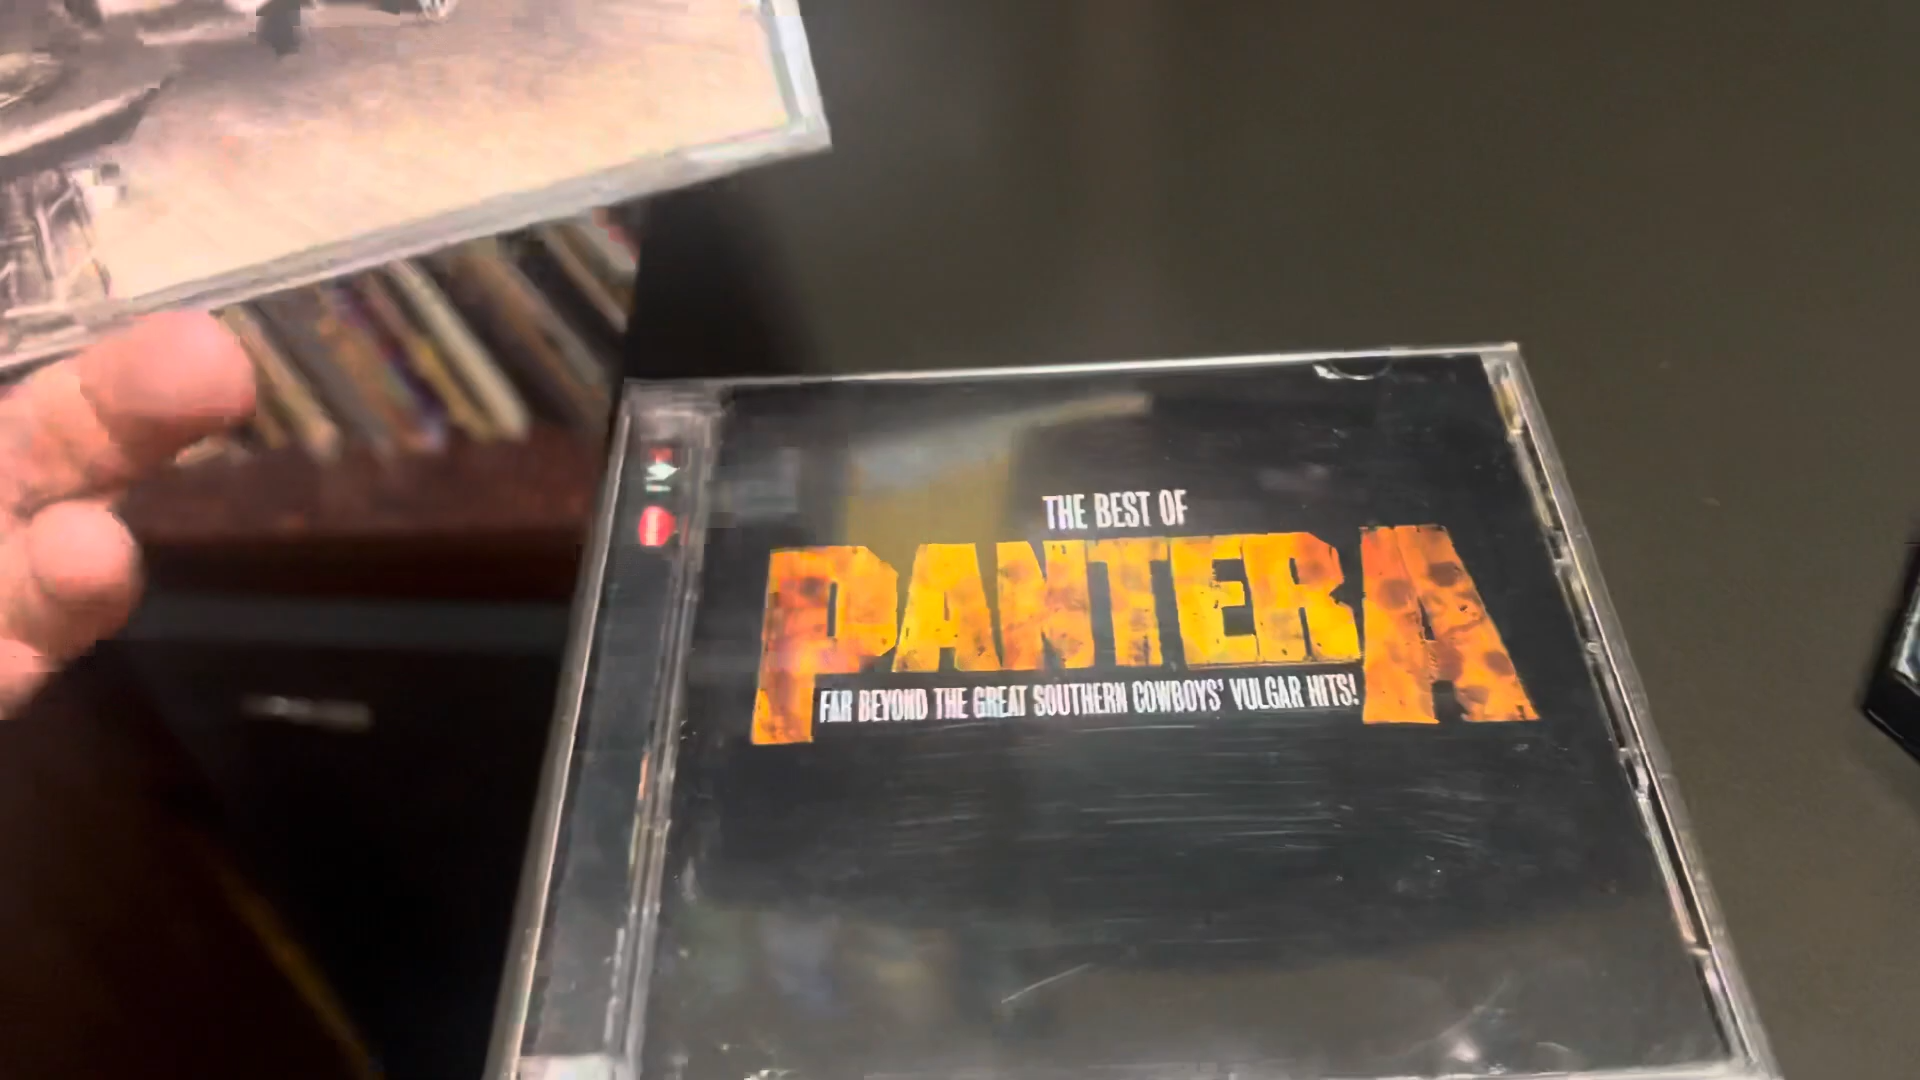 THE BEST OF
PANTERA
FAR BEYOND THE GREAT SOUTHERN COWBOYS' VULGAR HITS!